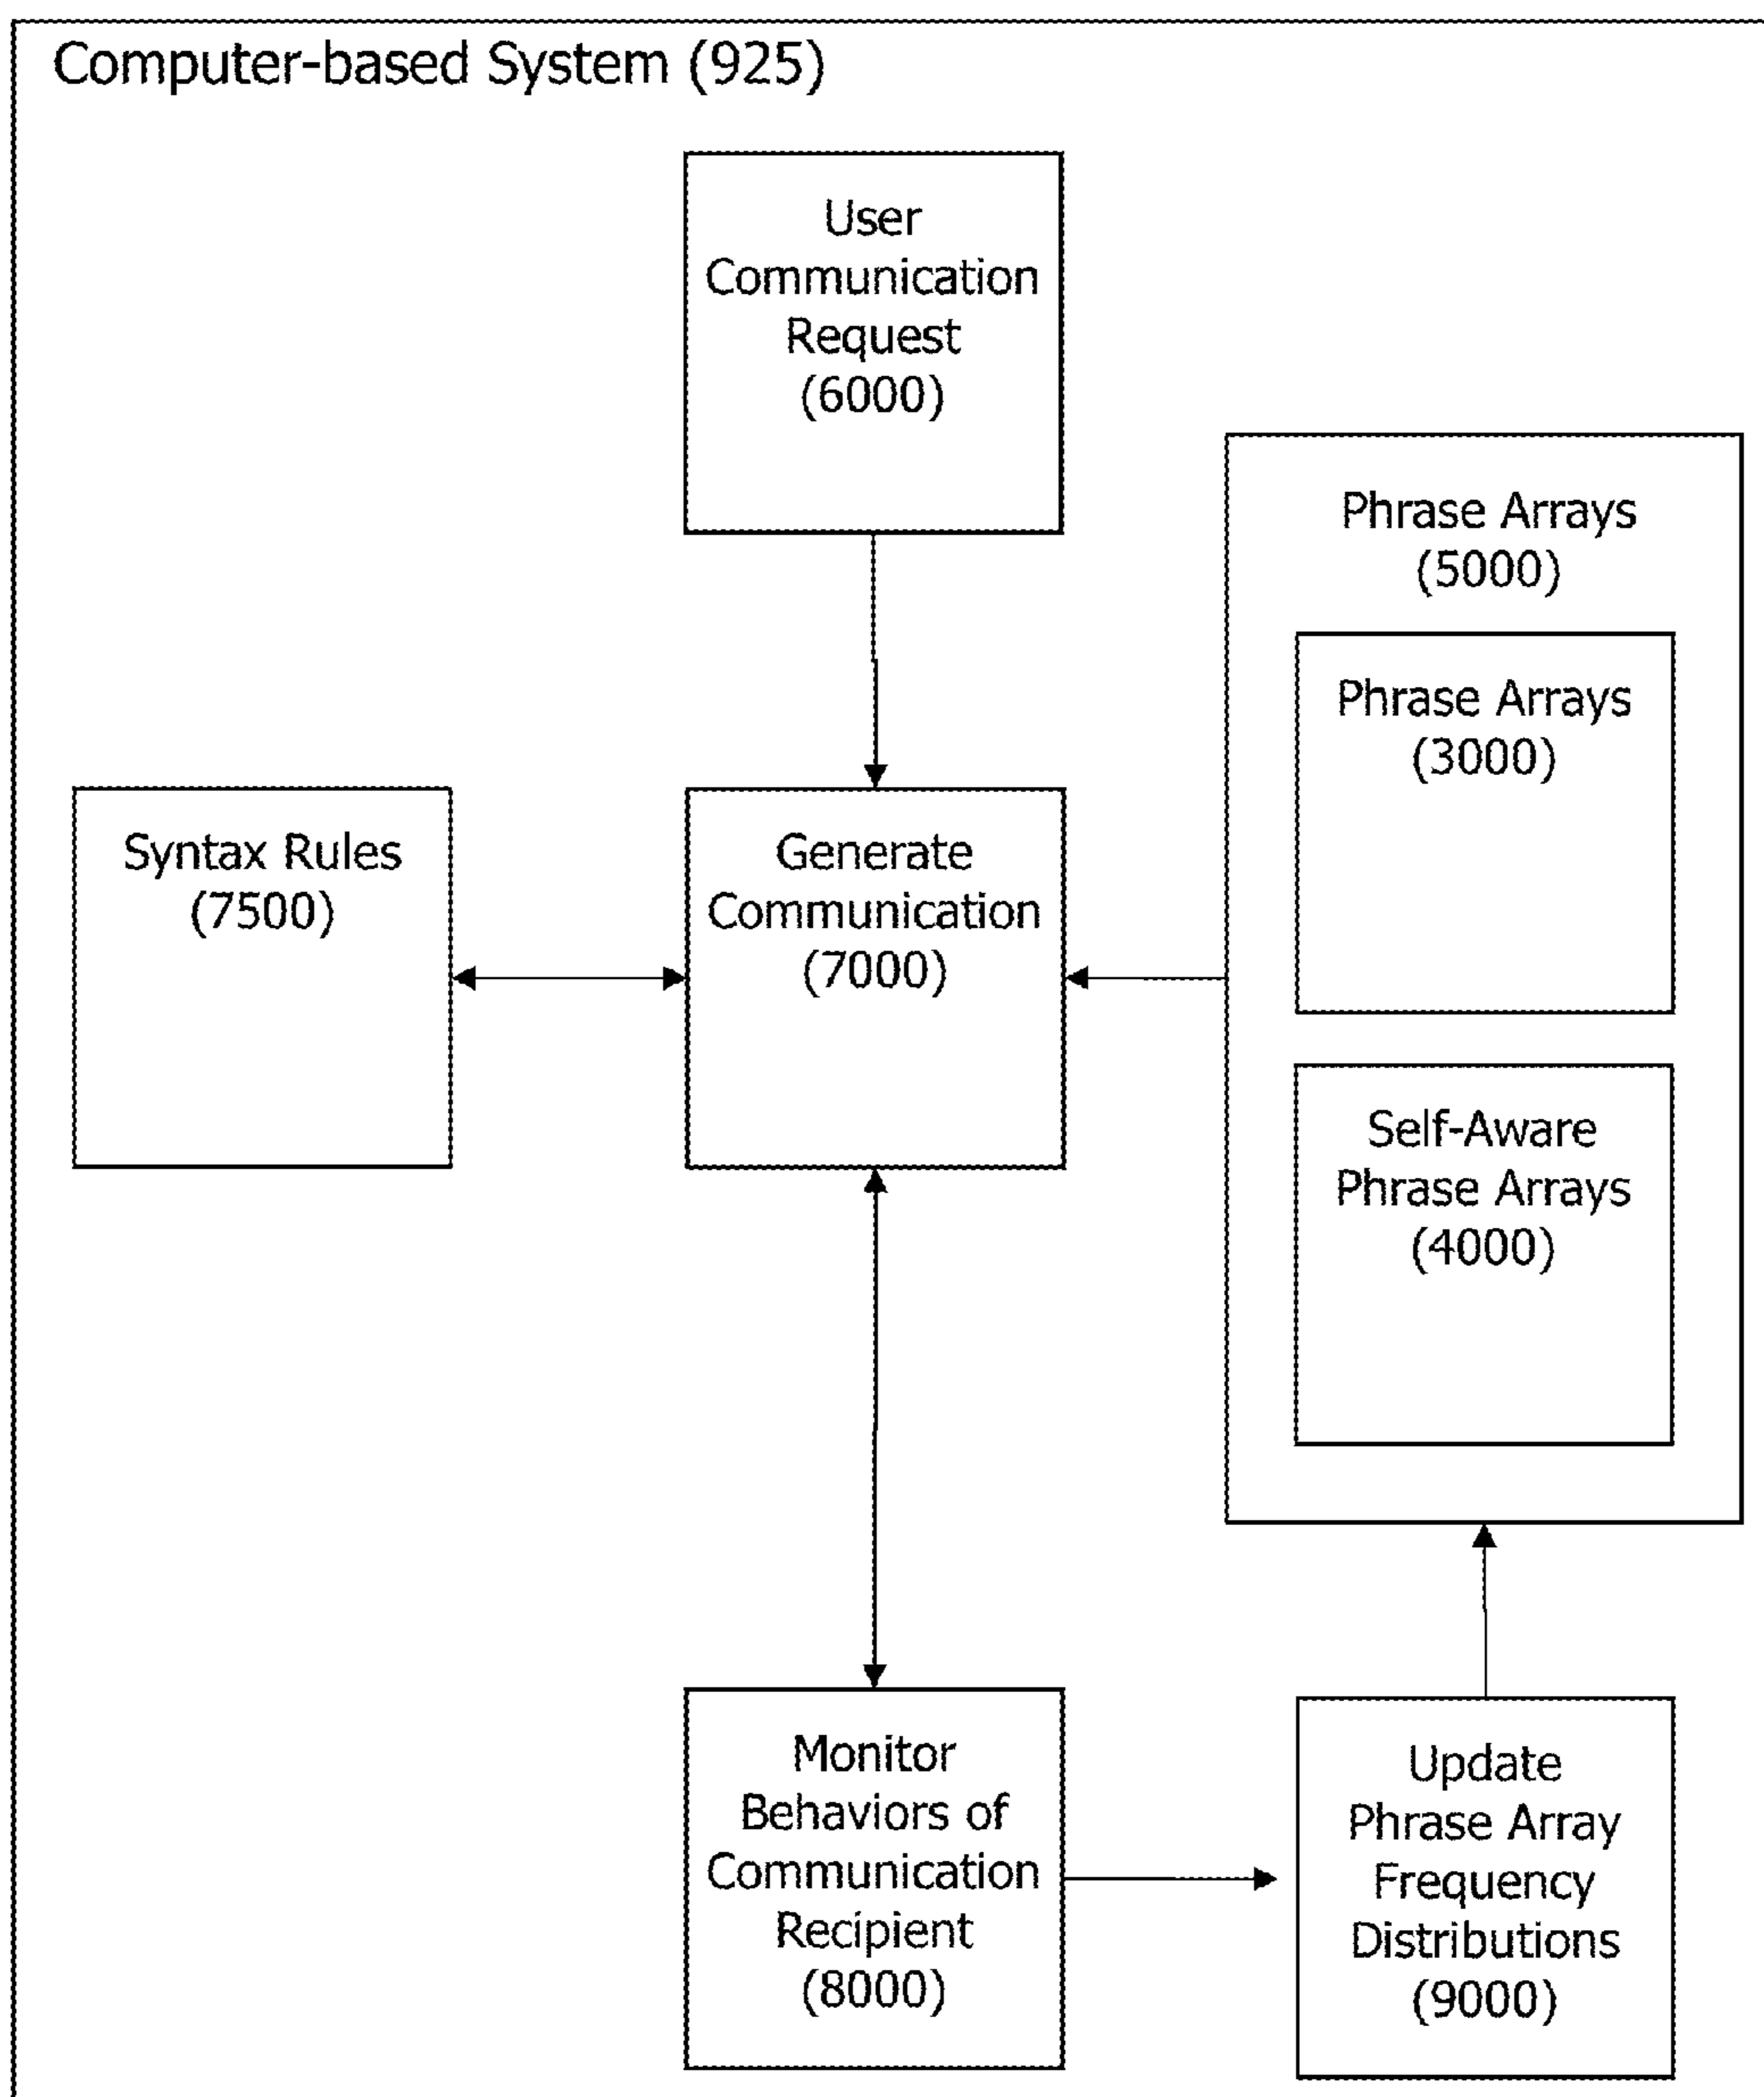 Computer-based System (925)
User
Communication
Request
(6000)
Phrase Arrays
(5000)
Phrase Arrays
(3000)
Syntax Rules
(7500)
Generate
Communication
(7000)
Self-Aware
Phrase Arrays
(4000)
Monitor
Behaviors of
Communication
Recipient
(8000)
Update
Phrase Array
Frequency
Distributions
(9000)